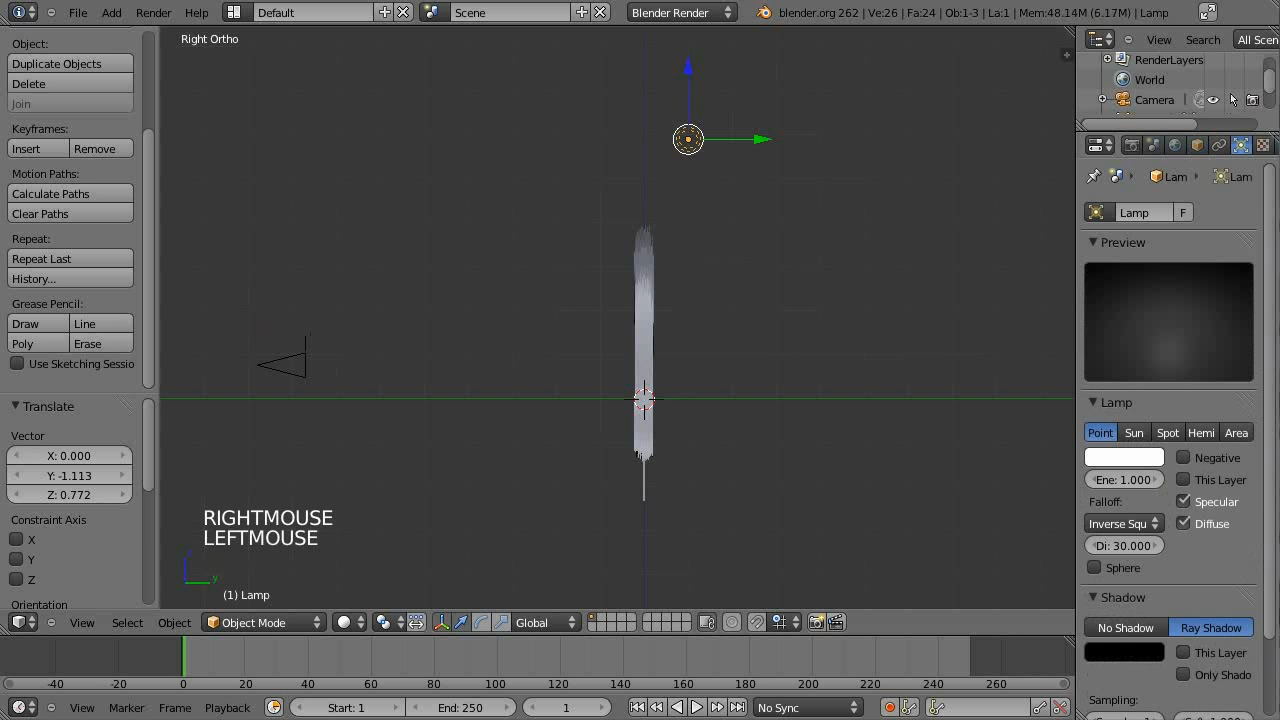 File Add Render Help Default Scene Blender Render blender.org 262 | Ve:26 | Fa:24 | Ob:1-3 | La:1 | Mem:48.14M (6.17M) | Lamp
Object:
Duplicate Objects
Delete
Join
Keyframes:
Insert Remove
Motion Paths:
Calculate Paths
Clear Paths
Repeat:
Repeat Last
History...
Grease Pencil:
Draw Line
Poly Erase
Use Sketching Sessio
Translate
Vector
X: 0.000
Y: -1.113
Z: 0.772
Constraint Axis
X
Y
Z
Orientation
Right Ortho
RIGHTMOUSE
LEFTMOUSE
y
(1) Lamp
View Select Object Object Mode Global
-40 -20 0 20 40 60 80 100 120 140 160 180 200 220 240 260
View Marker Frame Playback Start: 1 End: 250 1 No Sync
View Search All Scen
RenderLayers
World
Camera
Lam Lam
Lamp F
Preview
Lamp
Point Sun Spot Hemi Area
Negative
Ene: 1.000 This Layer
Falloff: Specular
Inverse Squ Diffuse
Di: 30.000
Sphere
Shadow
No Shadow Ray Shadow
This Layer
Only Shado
Sampling: